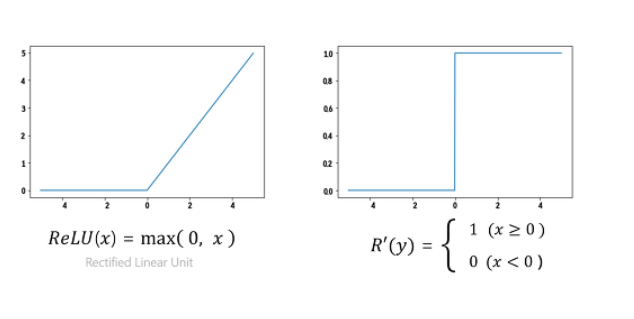 5
4
3
2
1
0
4 2 0 2 4
ReLU(x) = max( 0, x )
Rectified Linear Unit
1.0
0.8
0.6
0.4
0.2
0.0
4 2 0 2 4
R′(y) = { 1 (x ≥ 0 )
0 (x < 0 )